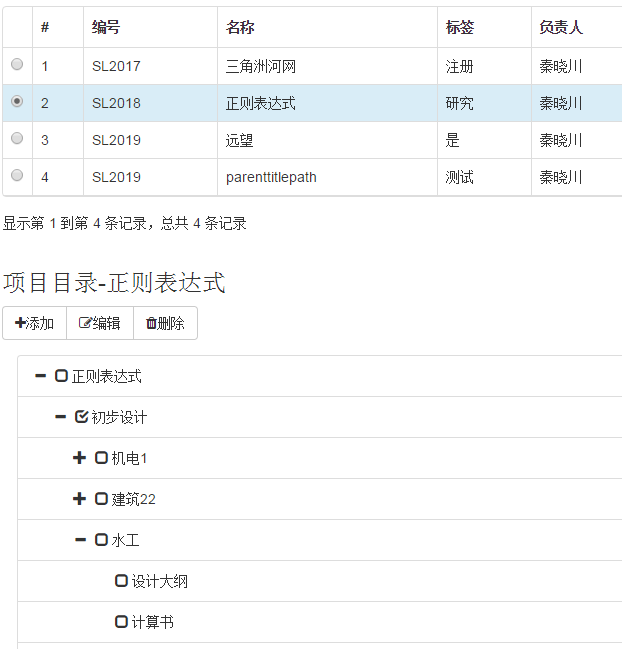 # 编号 名称 标签 负责人
1 SL2017 三角洲河网 注册 秦晓川
2 SL2018 正则表达式 研究 秦晓川
3 SL2019 远望 是 秦晓川
4 SL2019 parenttitlepath 测试 秦晓川
显示第 1 到第 4 条记录，总共 4 条记录
项目目录-正则表达式
添加 编辑 删除
正则表达式
初步设计
机电1
建筑22
水工
设计大纲
计算书